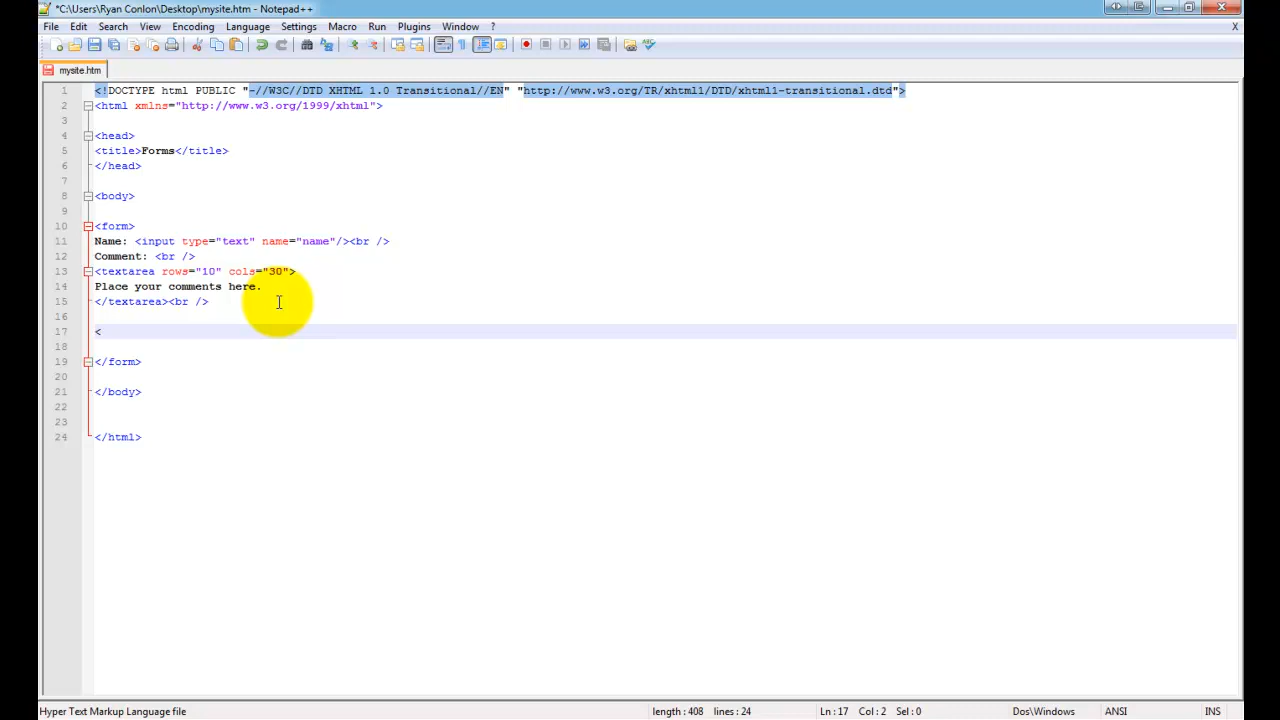 *C:\Users\Ryan Conlon\Desktop\mysite.htm - Notepad++
File Edit Search View Encoding Language Settings Macro Run Plugins Window ? X
mysite.htm
1 <!DOCTYPE html PUBLIC "-//W3C//DTD XHTML 1.0 Transitional//EN" "http://www.w3.org/TR/xhtml1/DTD/xhtml1-transitional.dtd">
2 <html xmlns="http://www.w3.org/1999/xhtml">
3
4 <head>
5 <title>Forms</title>
6 </head>
7
8 <body>
9
10 <form>
11 Name: <input type="text" name="name"/><br />
12 Comment: <br />
13 <textarea rows="10" cols="30">
14 Place your comments here.
15 </textarea><br />
16
17 <
18
19 </form>
20
21 </body>
22
23
24 </html>
Hyper Text Markup Language file length : 408 lines : 24 Ln : 17 Col : 2 Sel : 0 Dos\Windows ANSI INS